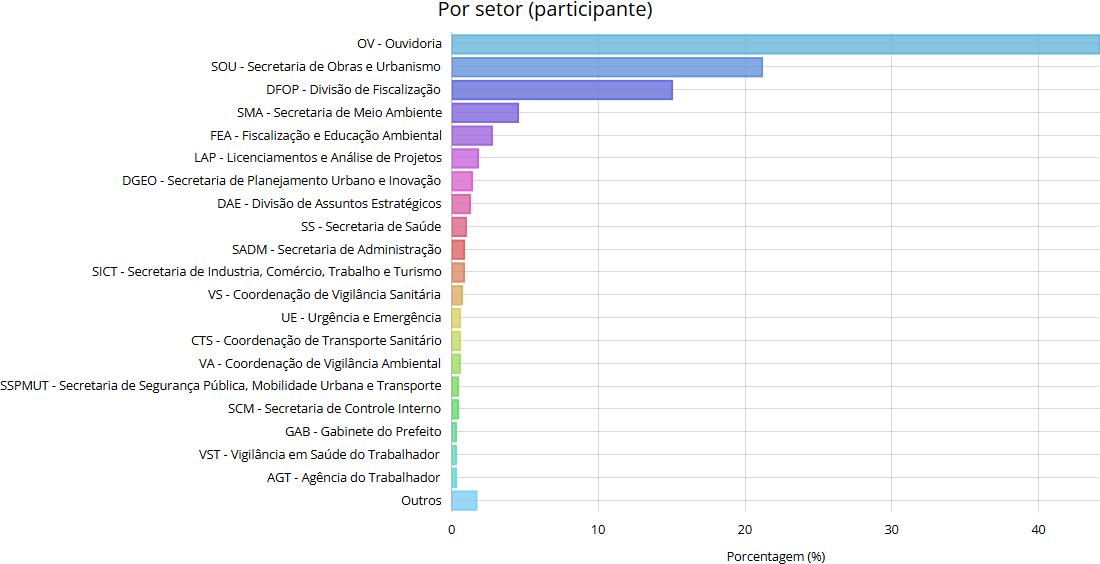 Por setor (participante)
OV - Ouvidoria
SOU - Secretaria de Obras e Urbanismo
DFOP - Divisão de Fiscalização
SMA - Secretaria de Meio Ambiente
FEA - Fiscalização e Educação Ambiental
LAP - Licenciamentos e Análise de Projetos
DGEO - Secretaria de Planejamento Urbano e Inovação
DAE - Divisão de Assuntos Estratégicos
SS - Secretaria de Saúde
SADM - Secretaria de Administração
SICT - Secretaria de Industria, Comércio, Trabalho e Turismo
VS - Coordenação de Vigilância Sanitária
UE - Urgência e Emergência
CTS - Coordenação de Transporte Sanitário
VA - Coordenação de Vigilância Ambiental
SSPMUT - Secretaria de Segurança Pública, Mobilidade Urbana e Transporte
SCM - Secretaria de Controle Interno
GAB - Gabinete do Prefeito
VST - Vigilância em Saúde do Trabalhador
AGT - Agência do Trabalhador
Outros
0 10 20 30 40
Porcentagem (%)